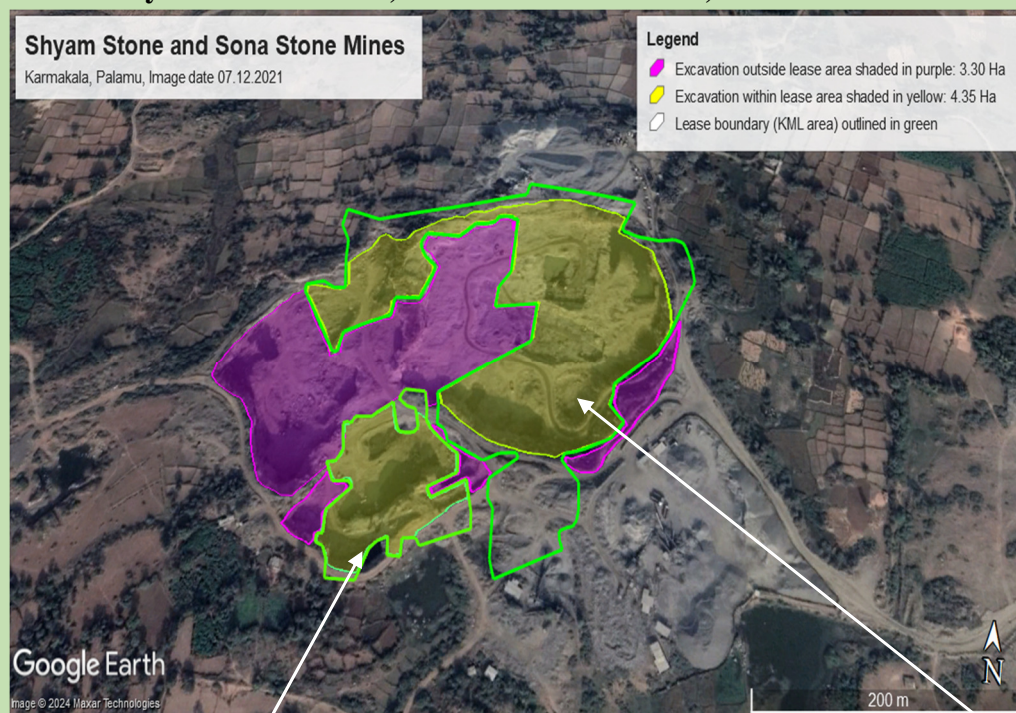 Shyam Stone and Sona Stone Mines
Karmakala, Palamu, Image date 07.12.2021
Legend
Excavation outside lease area shaded in purple: 3.30 Ha
Excavation within lease area shaded in yellow: 4.35 Ha
Lease boundary (KML area) outlined in green
Google Earth
Image © 2024 Maxar Technologies
N
200 m